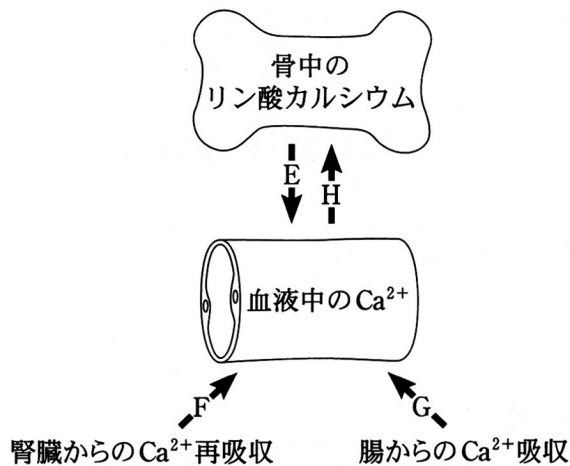 骨中の
リン酸カルシウム
E
H
血液中のCa²⁺
F
G
腎臓からのCa²⁺再吸収
腸からのCa²⁺吸収